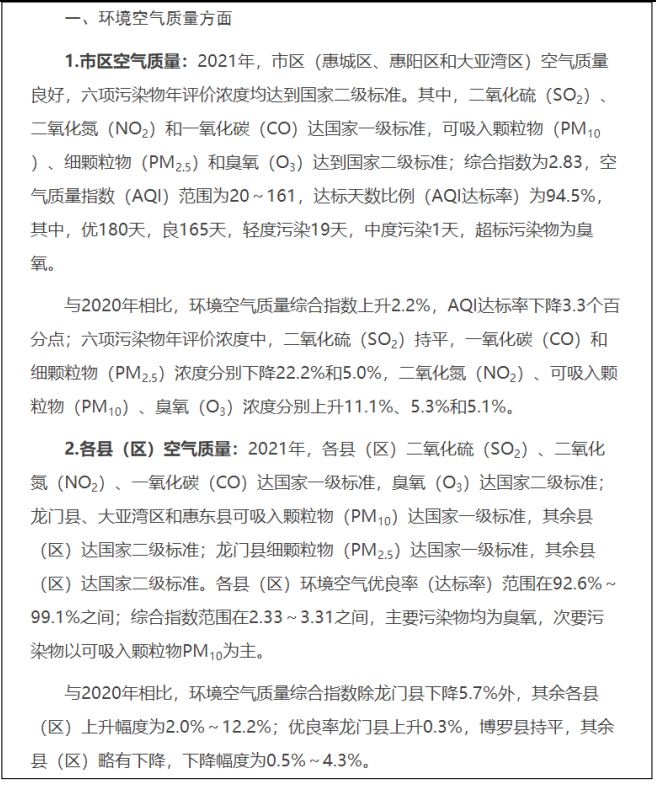 一、环境空气质量方面
1.市区空气质量：2021年，市区（惠城区、惠阳区和大亚湾区）空气质量
良好，六项污染物年评价浓度均达到国家二级标准。其中，二氧化硫（SO₂）、
二氧化氮（NO₂）和一氧化碳（CO）达国家一级标准，可吸入颗粒物（PM₁₀
）、细颗粒物（PM₂.₅）和臭氧（O₃）达到国家二级标准；综合指数为2.83，空
气质量指数（AQI）范围为20～161，达标天数比例（AQI达标率）为94.5%，
其中，优180天，良165天，轻度污染19天，中度污染1天，超标污染物为臭
氧。
与2020年相比，环境空气质量综合指数上升2.2%，AQI达标率下降3.3个百
分点；六项污染物年评价浓度中，二氧化硫（SO₂）持平，一氧化碳（CO）和
细颗粒物（PM₂.₅）浓度分别下降22.2%和5.0%，二氧化氮（NO₂）、可吸入颗
粒物（PM₁₀）、臭氧（O₃）浓度分别上升11.1%、5.3%和5.1%。
2.各县（区）空气质量：2021年，各县（区）二氧化硫（SO₂）、二氧化
氮（NO₂）、一氧化碳（CO）达国家一级标准，臭氧（O₃）达国家二级标准；
龙门县、大亚湾区和惠东县可吸入颗粒物（PM₁₀）达国家一级标准，其余县
（区）达国家二级标准；龙门县细颗粒物（PM₂.₅）达国家一级标准，其余县
（区）达国家二级标准。各县（区）环境空气优良率（达标率）范围在92.6%～
99.1%之间；综合指数范围在2.33～3.31之间，主要污染物均为臭氧，次要污
染物以可吸入颗粒物PM₁₀为主。
与2020年相比，环境空气质量综合指数除龙门县下降5.7%外，其余各县
（区）上升幅度为2.0%～12.2%；优良率龙门县上升0.3%，博罗县持平，其余
县（区）略有下降，下降幅度为0.5%～4.3%。